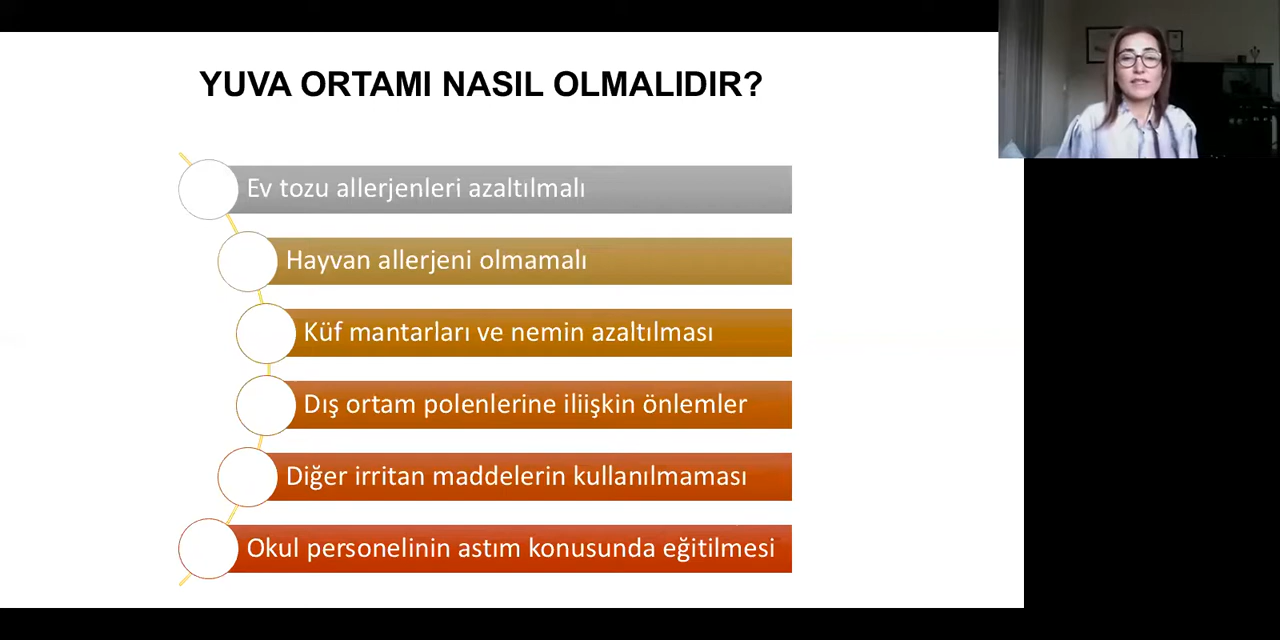 YUVA ORTAMI NASIL OLMALIDIR?
Ev tozu allerjenleri azaltılmalı
Hayvan allerjeni olmamalı
Küf mantarları ve nemin azaltılması
Dış ortam polenlerine iliişkin önlemler
Diğer irritan maddelerin kullanılmaması
Okul personelinin astım konusunda eğitilmesi